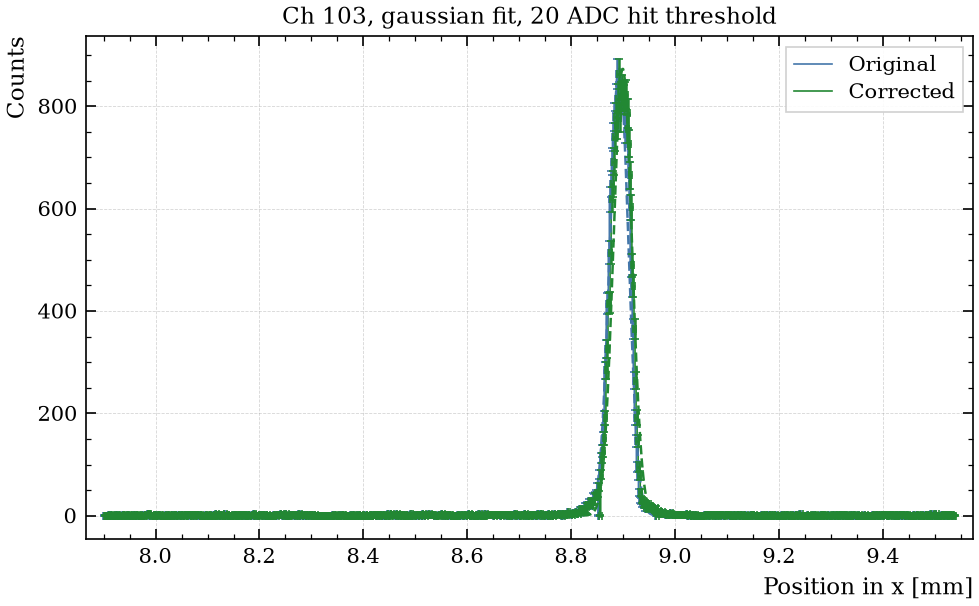 Ch 103, gaussian fit, 20 ADC hit threshold
Counts
Original
Corrected
800
600
400
200
0
8.0 8.2 8.4 8.6 8.8 9.0 9.2 9.4
Position in x [mm]